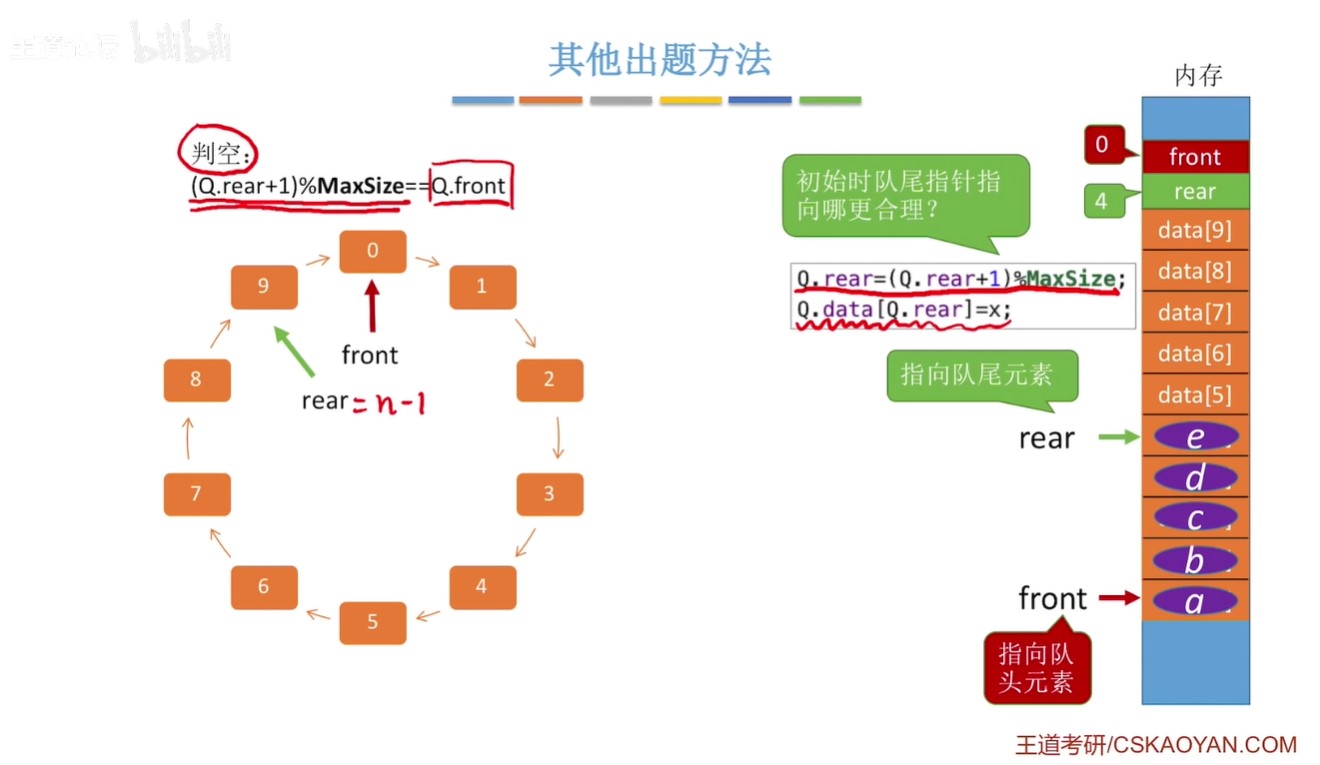 王道论坛 bilibili
其他出题方法
判空：
(Q.rear+1)%MaxSize==Q.front
0
1
2
3
4
5
6
7
8
9
front
rear = n-1
初始时队尾指针指
向哪更合理？
Q.rear=(Q.rear+1)%MaxSize;
Q.data[Q.rear]=x;
指向队尾元素
rear
front
指向队
头元素
内存
0
front
4
rear
data[9]
data[8]
data[7]
data[6]
data[5]
e
d
c
b
a
王道考研/CSKAOYAN.COM